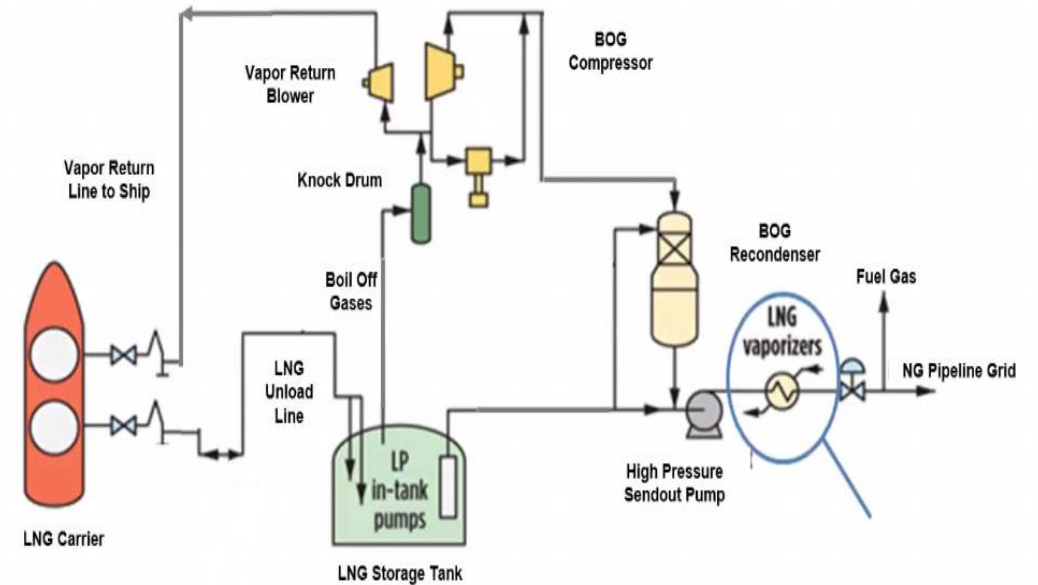 BOG
Compressor
Vapor Return
Blower
Vapor Return
Line to Ship
Knock Drum
BOG
Recondenser
Boil Off
Gases
Fuel Gas
LNG
vaporizers
LNG
Unload
Line
NG Pipeline Grid
LP
in-tank
pumps
High Pressure
Sendout Pump
LNG Carrier
LNG Storage Tank